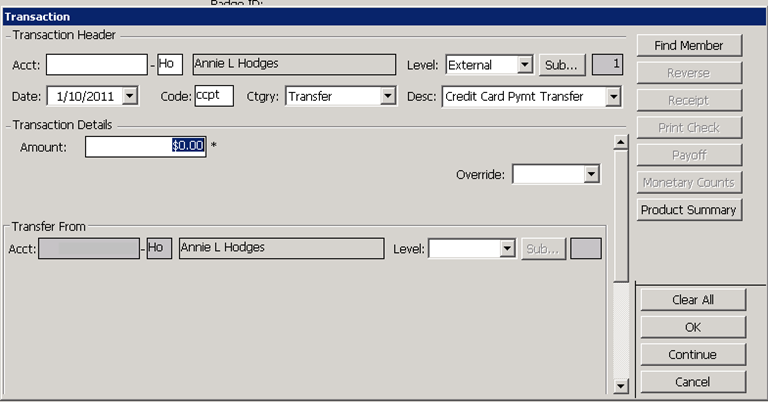 Badge ID:
Transaction
Transaction Header
Find Member
Acct: - Ho Annie L Hodges Level: External Sub... 1
Reverse
Date: 1/10/2011 Code: ccpt Ctgry: Transfer Desc: Credit Card Pymt Transfer
Receipt
Transaction Details
Print Check
Amount: $0.00 *
Payoff
Override:
Monetary Counts
Product Summary
Transfer From
Acct: - Ho Annie L Hodges Level: Sub...
Clear All
OK
Continue
Cancel